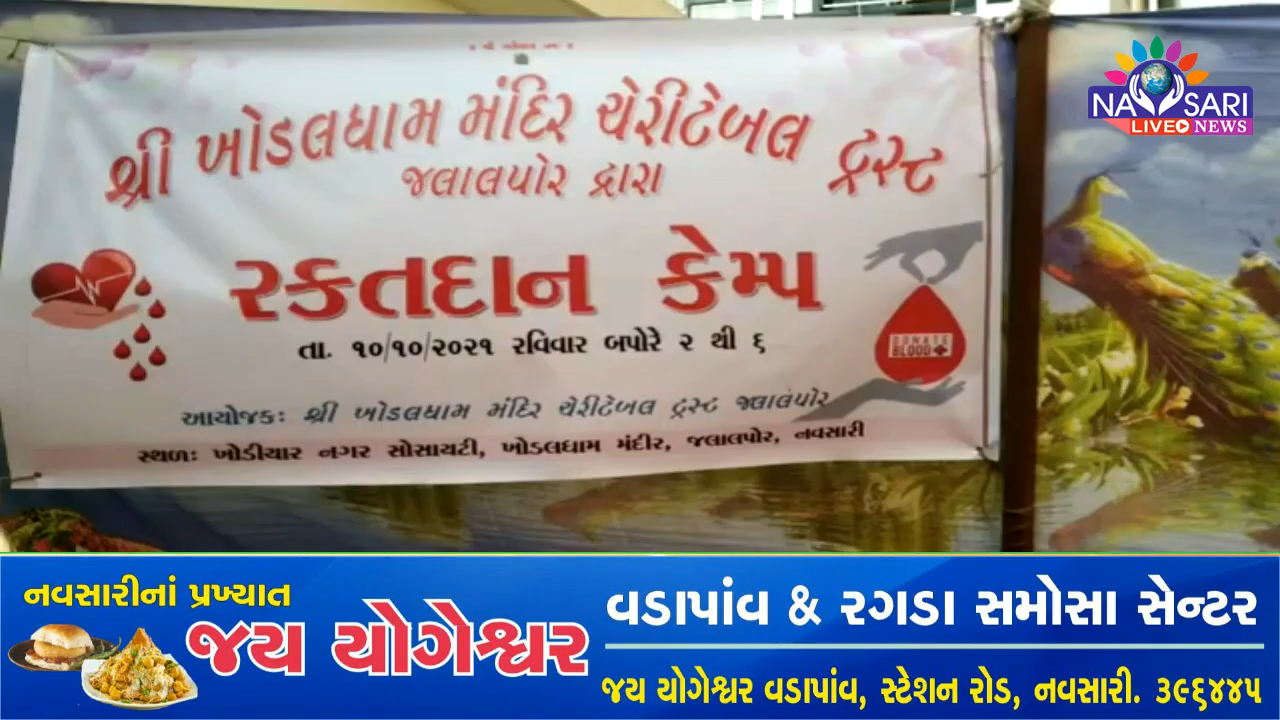 શ્રી ખોડલધામ મંદિર ચેરીટેબલ ટ્રસ્ટ
જલાલપોર દ્વારા
રકતદાન કેમ્પ
તા. ૧૦/૧૦/૨૦૨૧ રવિવાર બપોરે ૨ થી ૬
DONATE
BLOOD
આયોજકઃ શ્રી ખોડલધામ મંદિર ચેરીટેબલ ટ્રસ્ટ જલાલપોર
સ્થળઃ ખોડીયાર નગર સોસાયટી, ખોડલધામ મંદીર, જલાલપોર, નવસારી
NAVSARI
LIVE NEWS
નવસારીનાં પ્રખ્યાત
જય યોગેશ્વર
વડાપાંવ & રગડા સમોસા સેન્ટર
જય યોગેશ્વર વડાપાંવ, સ્ટેશન રોડ, નવસારી. ૩૯૬૪૪૫